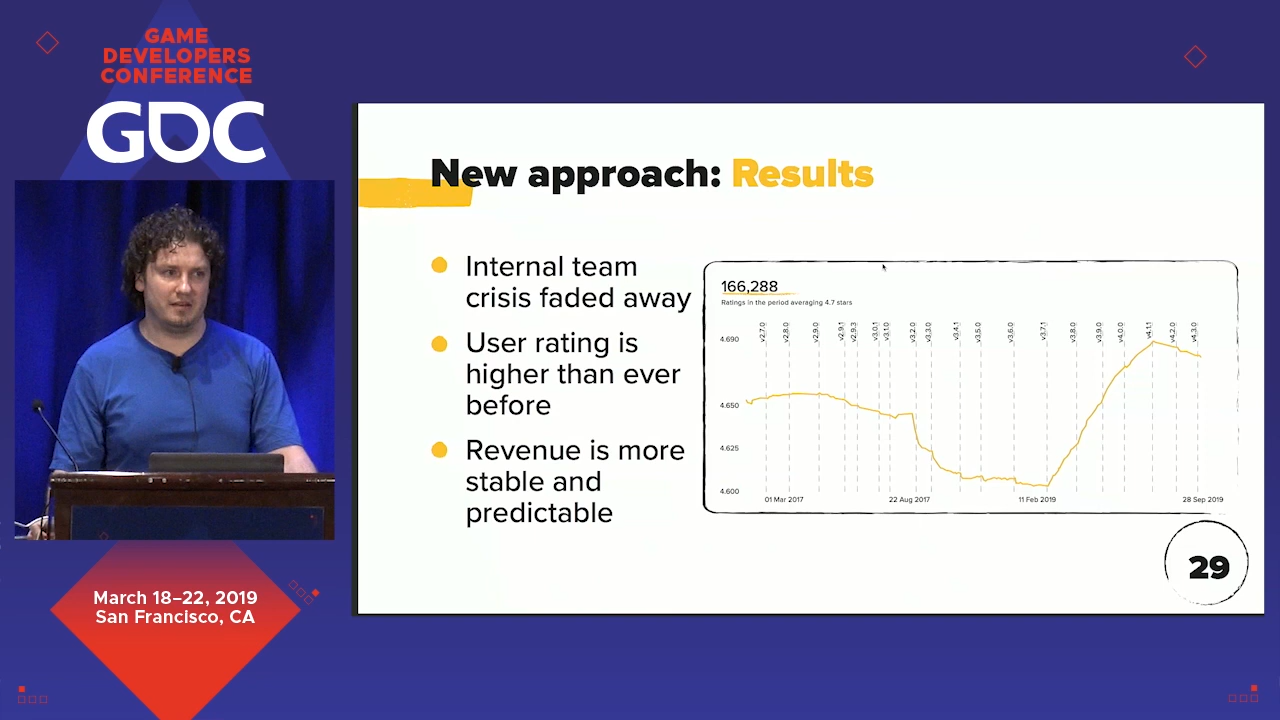 GAME
DEVELOPERS
CONFERENCE
GDC
New approach: Results
Internal team
crisis faded away
User rating is
higher than ever
before
Revenue is more
stable and
predictable
166,288
Ratings in the period averaging 4.7 stars
v2.7.0
v2.8.0
v2.9.0
v2.9.1
v2.9.3
v3.0.1
v3.1.0
v3.2.0
v3.3.0
v3.4.1
v3.5.0
v3.6.0
v3.7.1
v3.8.0
v3.9.0
v4.0.0
v4.1.1
v4.2.0
v4.3.0
4.690
4.650
4.625
4.600
01 Mar 2017
22 Aug 2017
11 Feb 2019
28 Sep 2019
29
March 18–22, 2019
San Francisco, CA